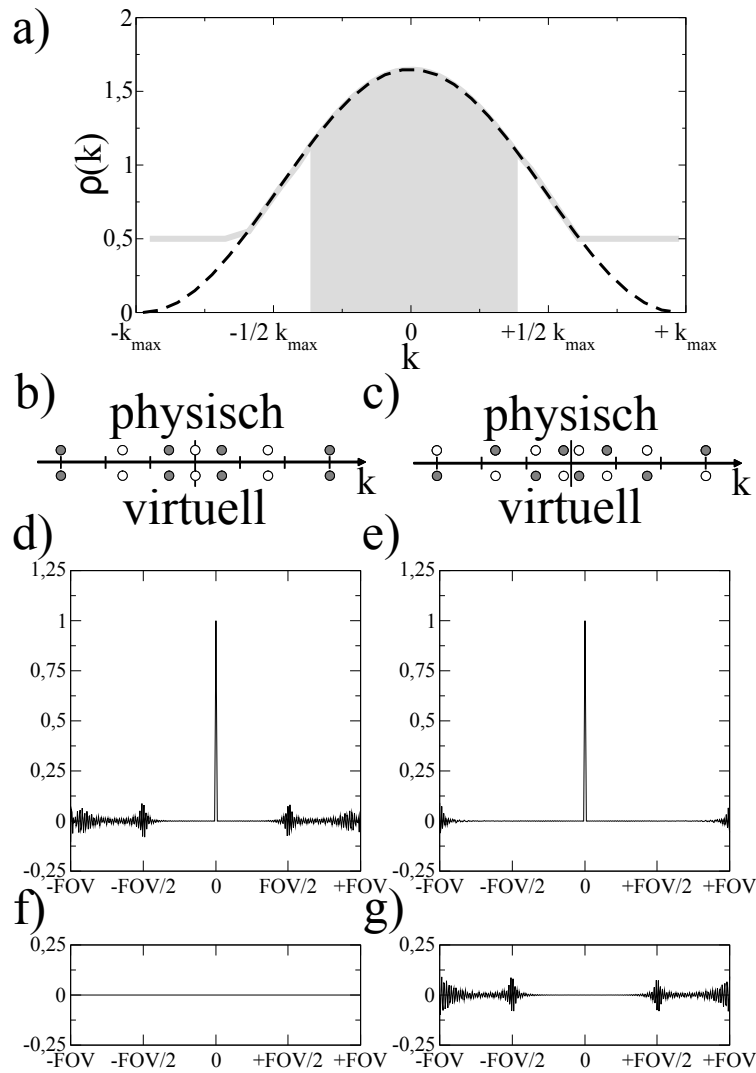 a)
2
1,5
1
0,5
0
ρ(k)
-k_max -1/2 k_max 0 +1/2 k_max + k_max
k
b) c)
physisch physisch
k k
virtuell virtuell
d) e)
1,25 1,25
1 1
0,75 0,75
0,5 0,5
0,25 0,25
0 0
-0,25 -0,25
-FOV -FOV/2 0 FOV/2 +FOV -FOV -FOV/2 0 +FOV/2 +FOV
f) g)
0,25 0,25
0 0
-0,25 -0,25
-FOV -FOV/2 0 +FOV/2 +FOV -FOV -FOV/2 0 +FOV/2 +FOV